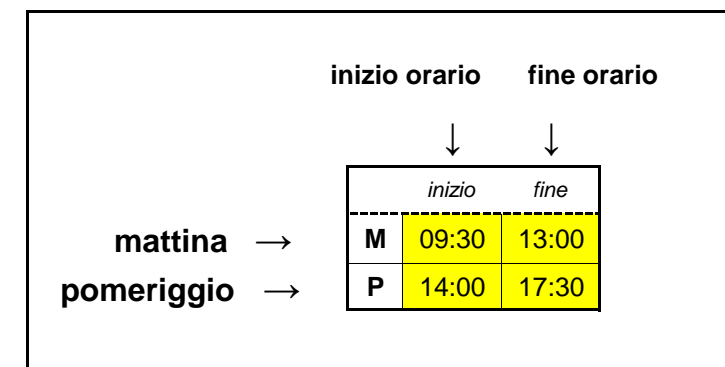 inizio orario fine orario
↓ ↓
inizio fine
mattina → M 09:30 13:00
pomeriggio → P 14:00 17:30